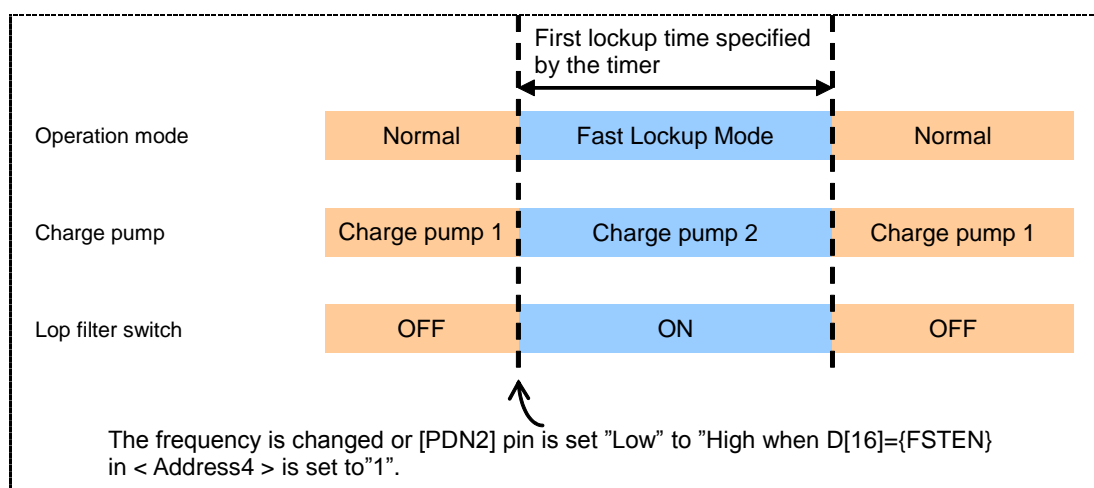 First lockup time specified
by the timer
Operation mode Normal Fast Lockup Mode Normal
Charge pump Charge pump 1 Charge pump 2 Charge pump 1
Lop filter switch OFF ON OFF
The frequency is changed or [PDN2] pin is set ”Low” to ”High when D[16]={FSTEN}
in < Address4 > is set to”1”.